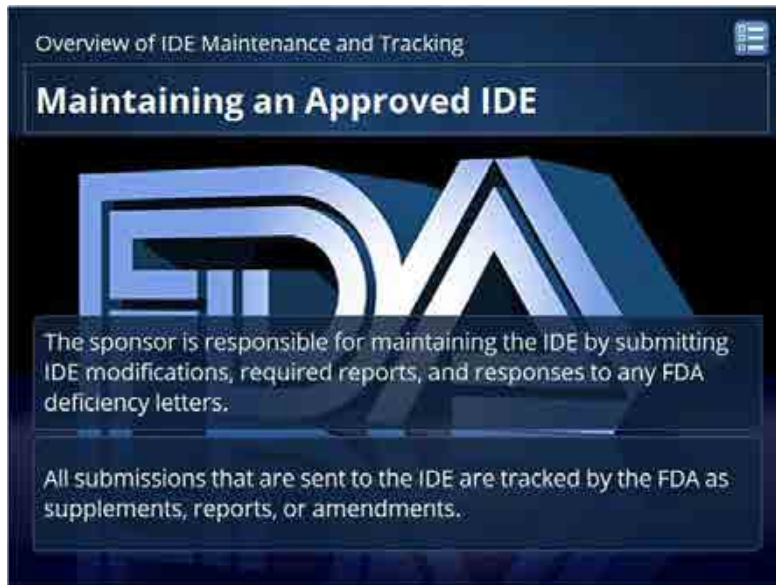 Overview of IDE Maintenance and Tracking
Maintaining an Approved IDE
FDA
The sponsor is responsible for maintaining the IDE by submitting
IDE modifications, required reports, and responses to any FDA
deficiency letters.
All submissions that are sent to the IDE are tracked by the FDA as
supplements, reports, or amendments.